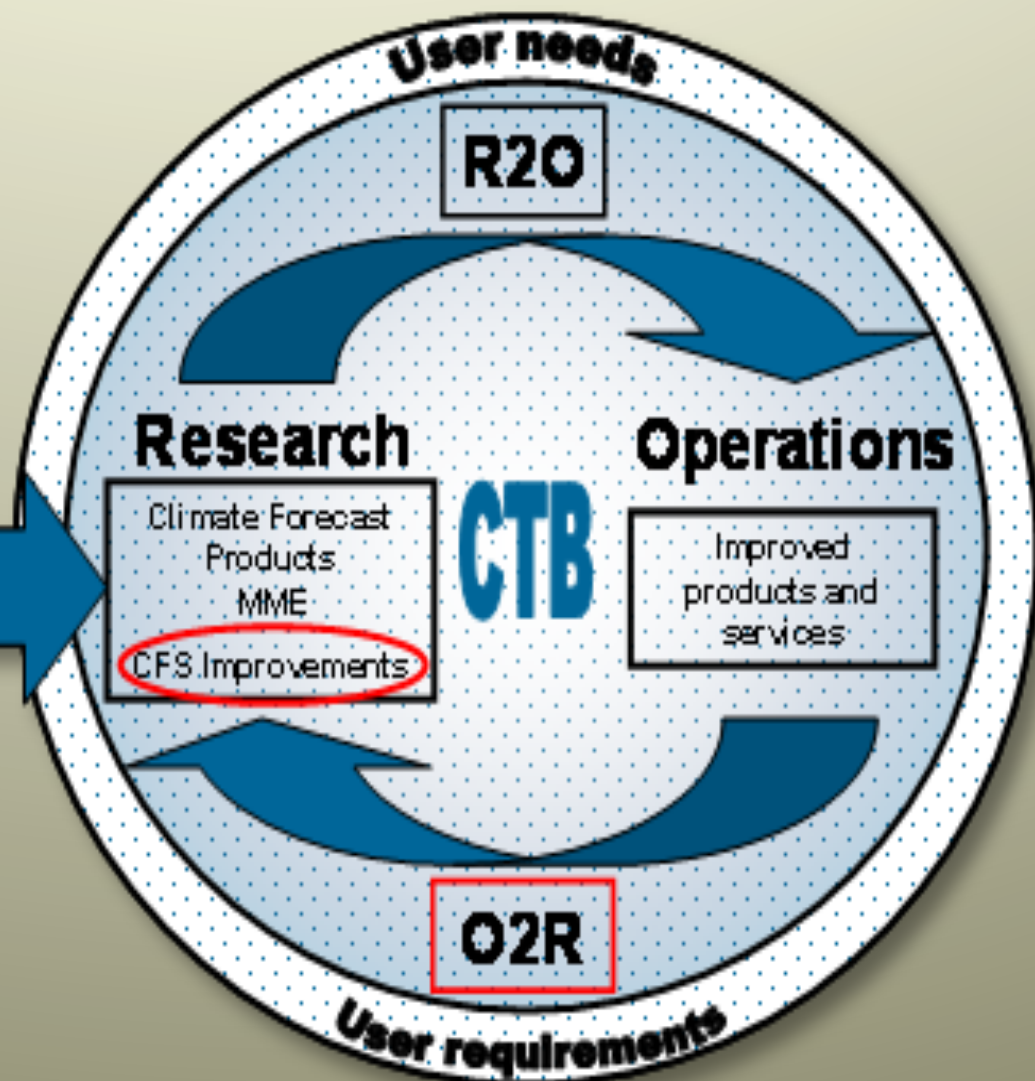 User needs
R2O
Research
Operations
CTB
Climate Forecast
Products
MME
CFS Improvements
Improved
products and
services
O2R
User requirements